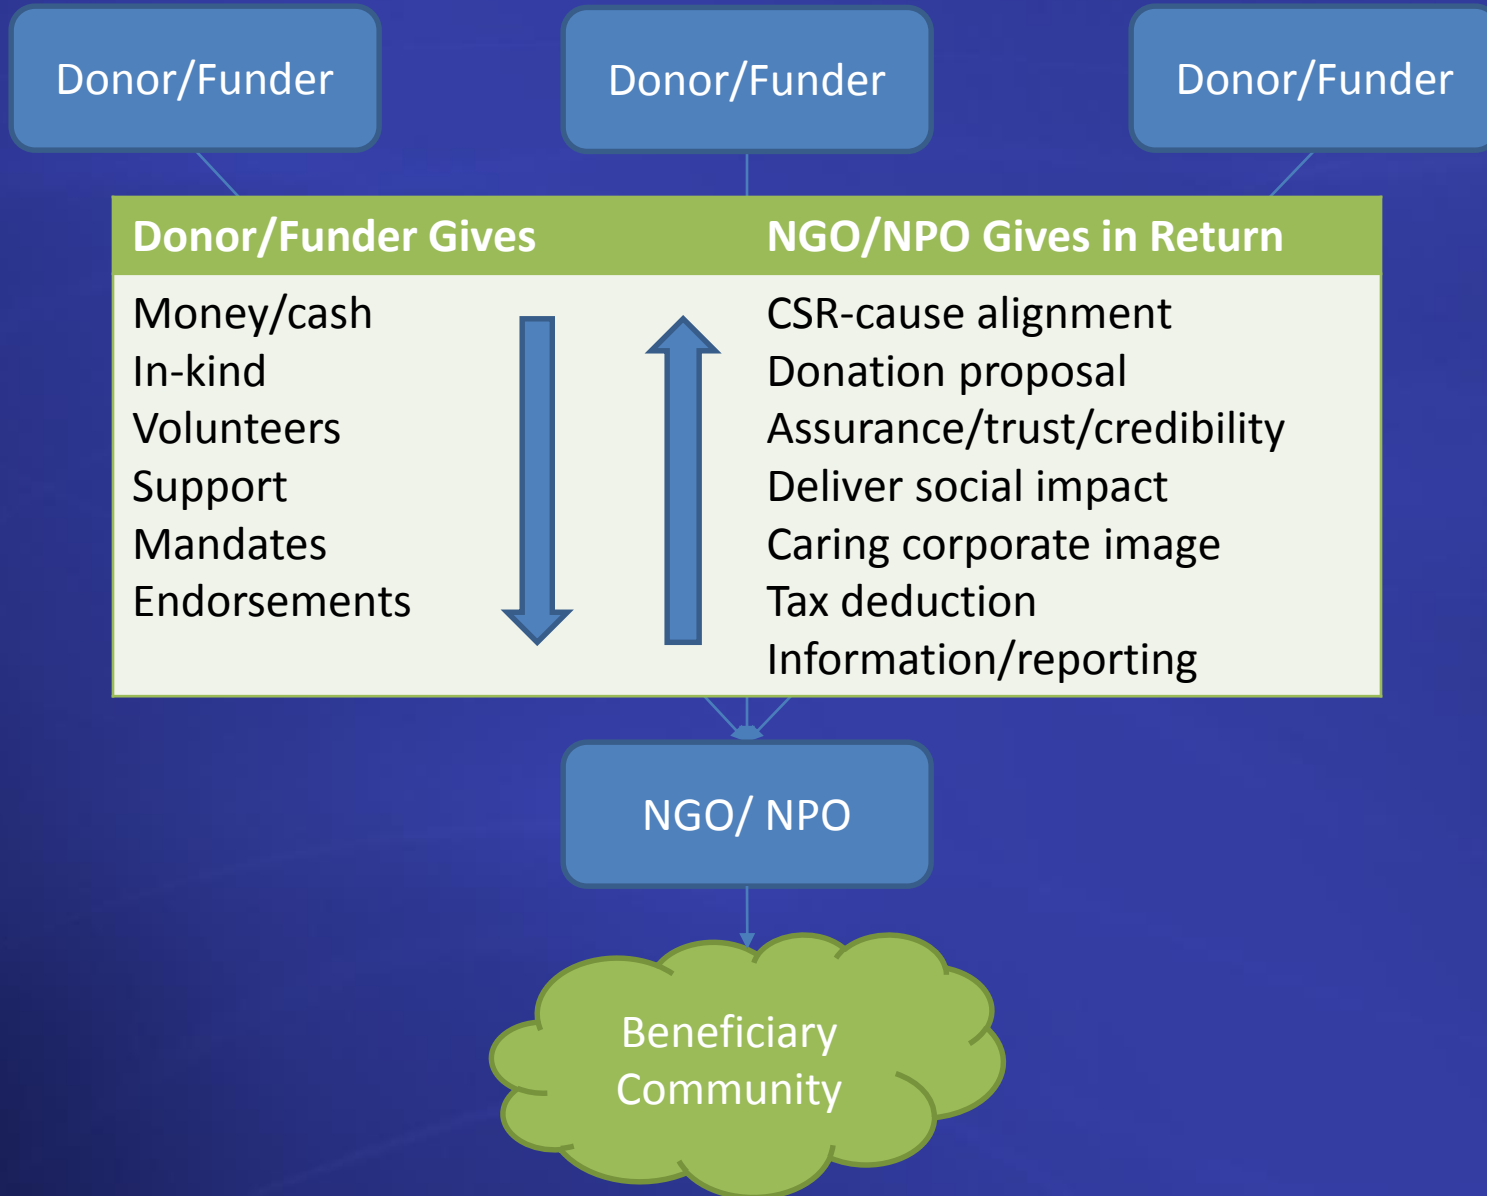 Donor/Funder
Donor/Funder
Donor/Funder
Donor/Funder Gives
NGO/NPO Gives in Return
Money/cash
In-kind
Volunteers
Support
Mandates
Endorsements
CSR-cause alignment
Donation proposal
Assurance/trust/credibility
Deliver social impact
Caring corporate image
Tax deduction
Information/reporting
NGO/ NPO
Beneficiary
Community